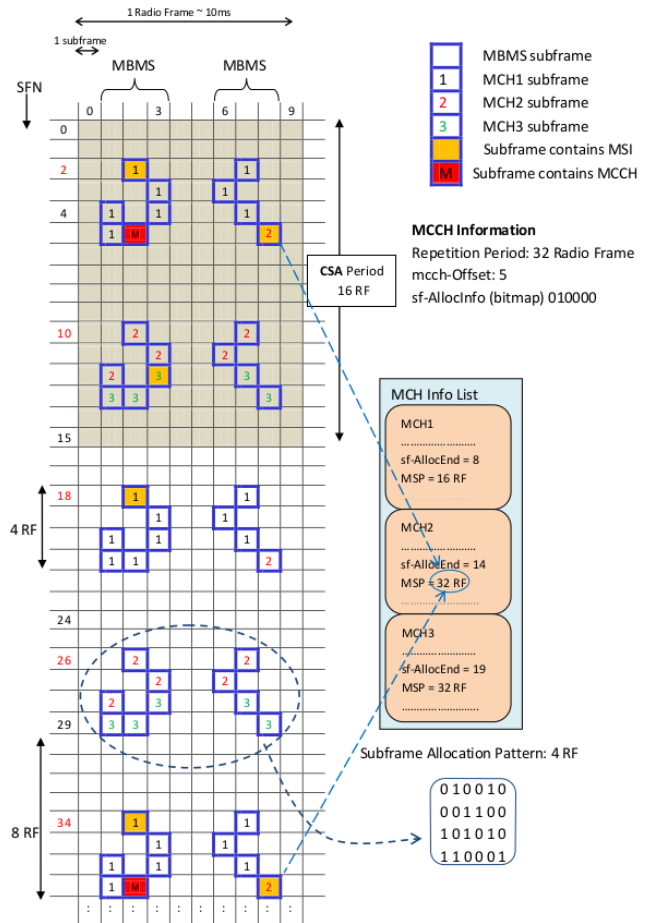 1 Radio Frame ~ 10ms
1 subframe
MBMS MBMS
SFN
0 3 6 9
0
2 1 1
1 1
4 1 1 1
1 M 2
10 2 2
2 2
2 3 3
3 3 3
15
18 1 1
1 1
4 RF
1 1 1
1 1 2
24
26 2 2
2 2
2 3 3
29 3 3 3
8 RF
34 1 1
1 1
1 1 1
1 M 2
: : : : : : : : : :
CSA Period
16 RF
MBMS subframe
1 MCH1 subframe
2 MCH2 subframe
3 MCH3 subframe
Subframe contains MSI
M Subframe contains MCCH
MCCH Information
Repetition Period: 32 Radio Frame
mcch-Offset: 5
sf-AllocInfo (bitmap) 010000
MCH Info List
MCH1
........................
sf-AllocEnd = 8
MSP = 16 RF
MCH2
........................
sf-AllocEnd = 14
MSP = 32 RF
........................
MCH3
........................
sf-AllocEnd = 19
MSP = 32 RF
........................
Subframe Allocation Pattern: 4 RF
0 1 0 0 1 0
0 0 1 1 0 0
1 0 1 0 1 0
1 1 0 0 0 1